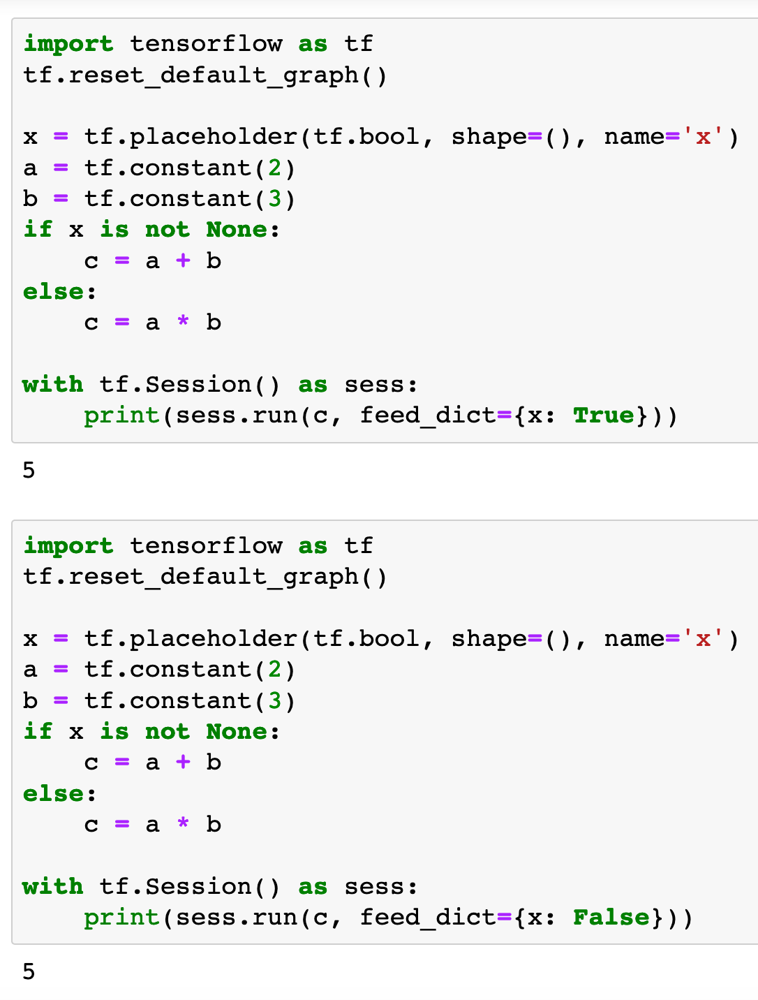 import tensorflow as tf
tf.reset_default_graph()
x = tf.placeholder(tf.bool, shape=(), name='x')
a = tf.constant(2)
b = tf.constant(3)
if x is not None:
    c = a + b
else:
    c = a * b
with tf.Session() as sess:
    print(sess.run(c, feed_dict={x: True}))
5
import tensorflow as tf
tf.reset_default_graph()
x = tf.placeholder(tf.bool, shape=(), name='x')
a = tf.constant(2)
b = tf.constant(3)
if x is not None:
    c = a + b
else:
    c = a * b
with tf.Session() as sess:
    print(sess.run(c, feed_dict={x: False}))
5